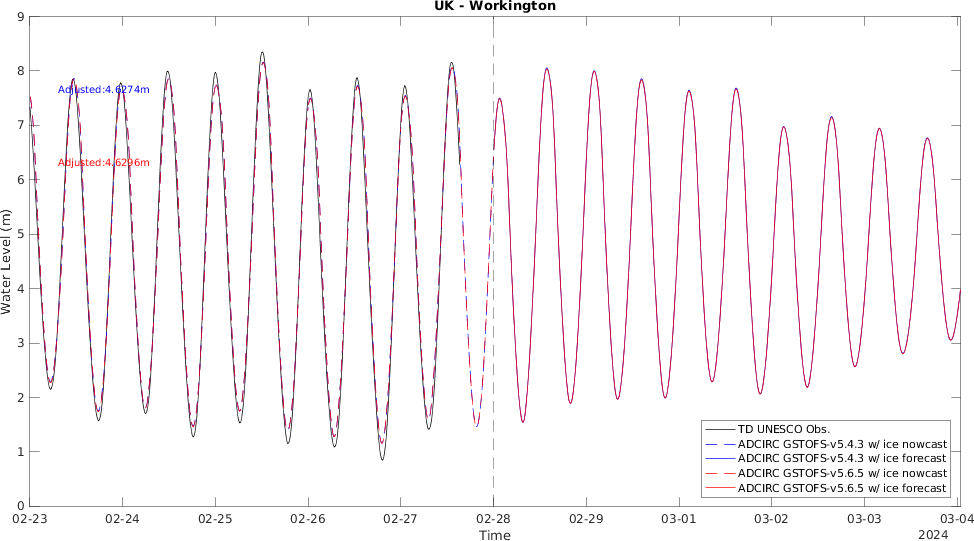 UK - Workington
9
8
7
6
5
4
3
2
1
0
Water Level (m)
Adjusted:4.6274m
Adjusted:4.6296m
TD UNESCO Obs.
ADCIRC GSTOFS-v5.4.3 w/ ice nowcast
ADCIRC GSTOFS-v5.4.3 w/ ice forecast
ADCIRC GSTOFS-v5.6.5 w/ ice nowcast
ADCIRC GSTOFS-v5.6.5 w/ ice forecast
02-23 02-24 02-25 02-26 02-27 02-28 02-29 03-01 03-02 03-03 03-04
Time
2024